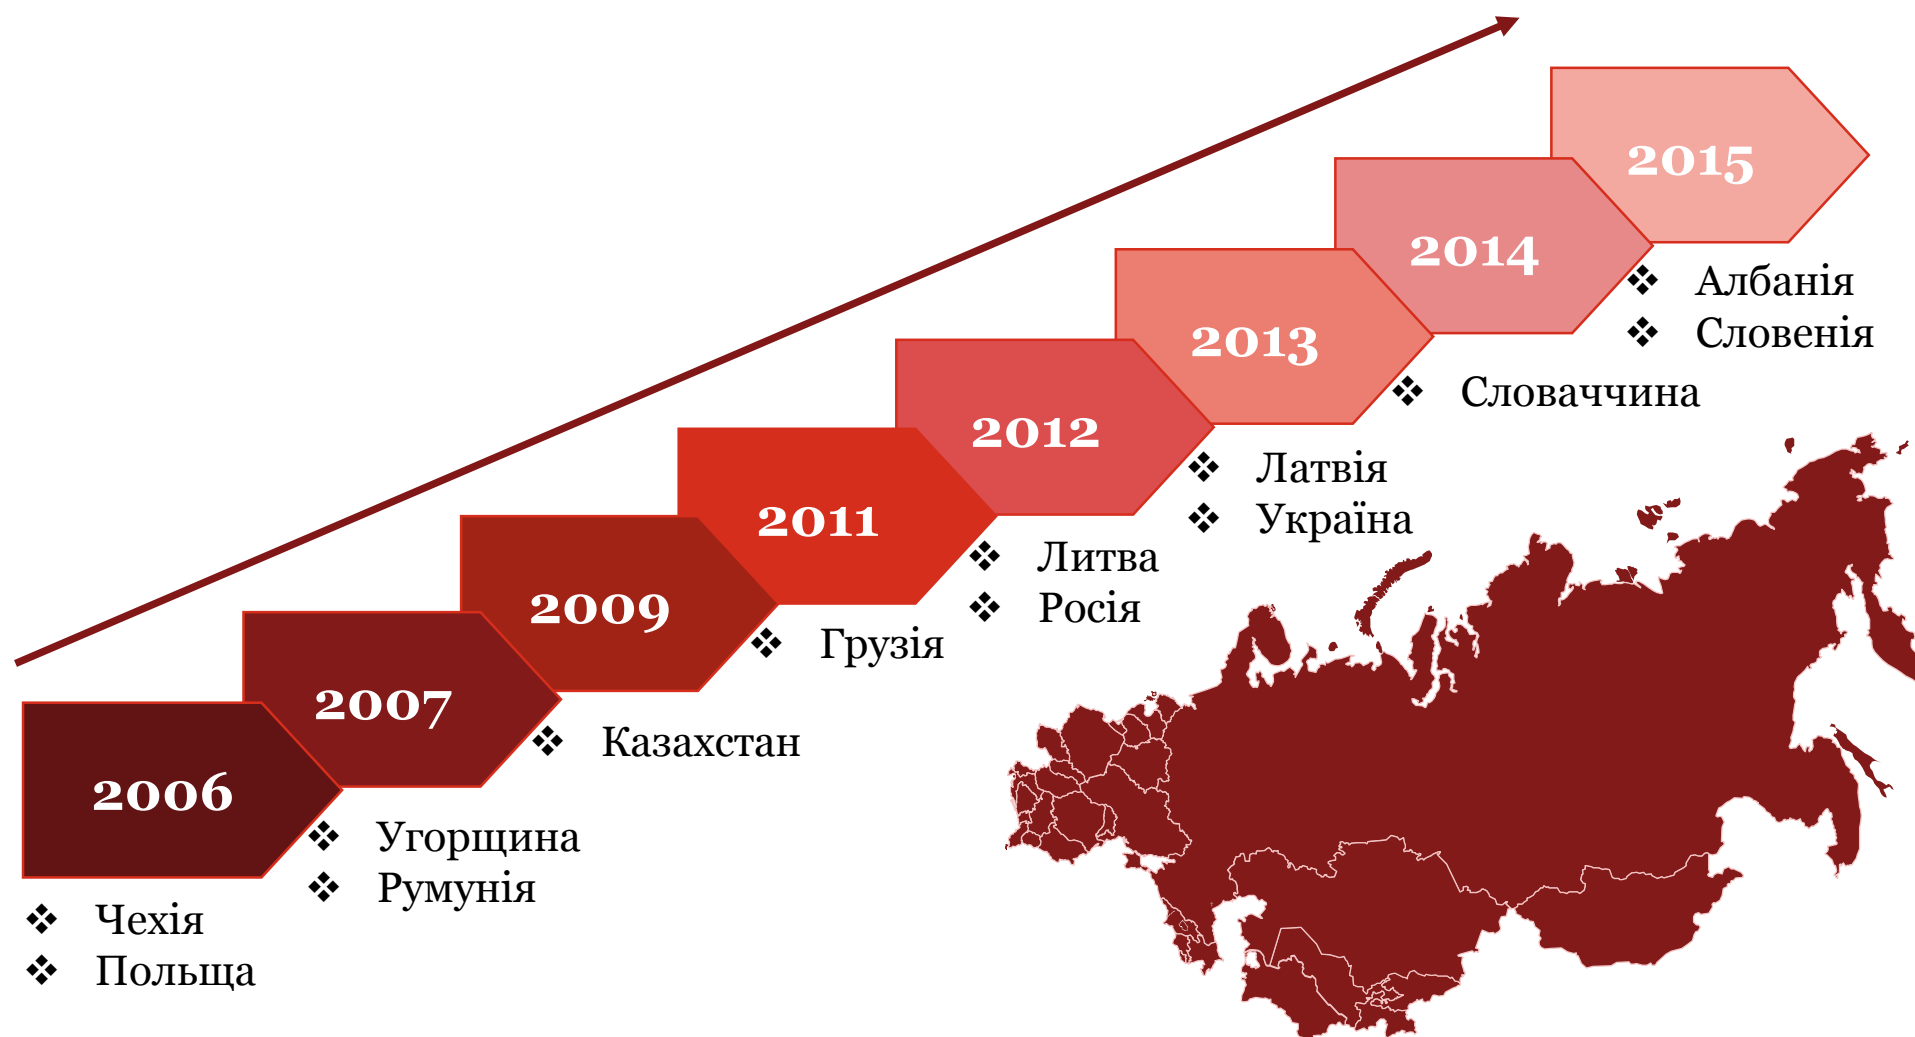 2006
❖ Чехія
❖ Польща
2007
❖ Угорщина
❖ Румунія
2009
❖ Казахстан
2011
❖ Грузія
2012
❖ Литва
❖ Росія
2013
❖ Латвія
❖ Україна
2014
❖ Словаччина
2015
❖ Албанія
❖ Словенія